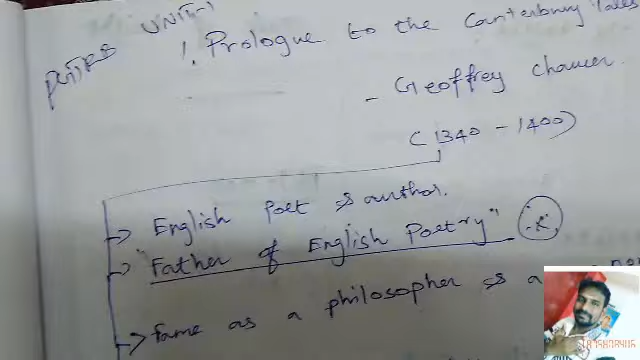 UNIT-1
1. Prologue to the Canterbury Tales
- Geoffrey chaucer.
(1340 - 1400)
→ English Poet & author.
→ "Father of English Poetry"
→ fame as a philosopher & a